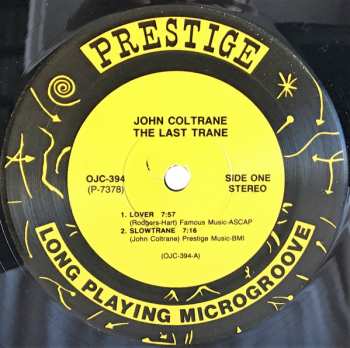 PRESTIGE
JOHN COLTRANE
THE LAST TRANE
OJC-394 SIDE ONE
(P-7378) STEREO
1. LOVER 7:57
(Rodgers-Hart) Famous Music-ASCAP
2. SLOWTRANE 7:16
(John Coltrane) Prestige Music-BMI
(OJC-394-A)
LONG PLAYING MICROGROOVE